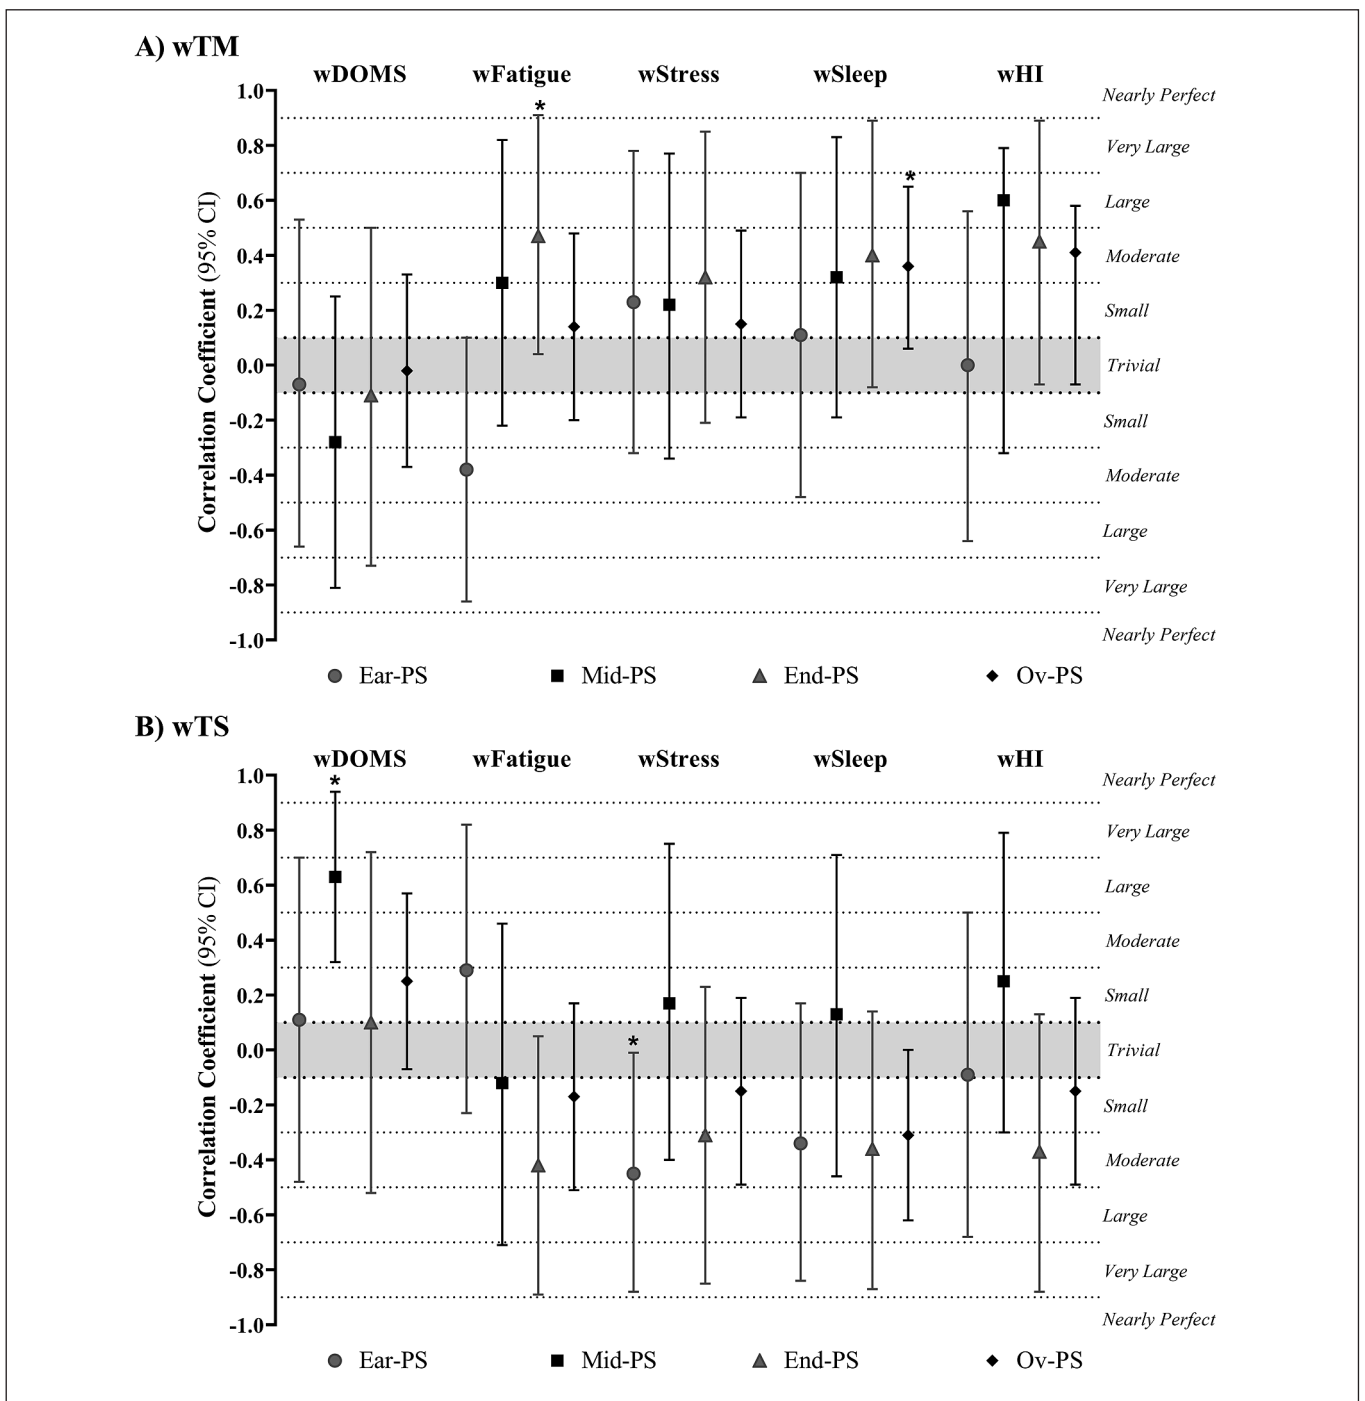 A) wTM
wDOMS wFatigue wStress wSleep wHI
Correlation Coefficient (95% CI)
1.0
0.8
0.6
0.4
0.2
0.0
-0.2
-0.4
-0.6
-0.8
-1.0
*
*
Nearly Perfect
Very Large
Large
Moderate
Small
Trivial
Small
Moderate
Large
Very Large
Nearly Perfect
Ear-PS Mid-PS End-PS Ov-PS
B) wTS
wDOMS wFatigue wStress wSleep wHI
Correlation Coefficient (95% CI)
1.0
0.8
0.6
0.4
0.2
0.0
-0.2
-0.4
-0.6
-0.8
-1.0
*
*
Nearly Perfect
Very Large
Large
Moderate
Small
Trivial
Small
Moderate
Large
Very Large
Nearly Perfect
Ear-PS Mid-PS End-PS Ov-PS